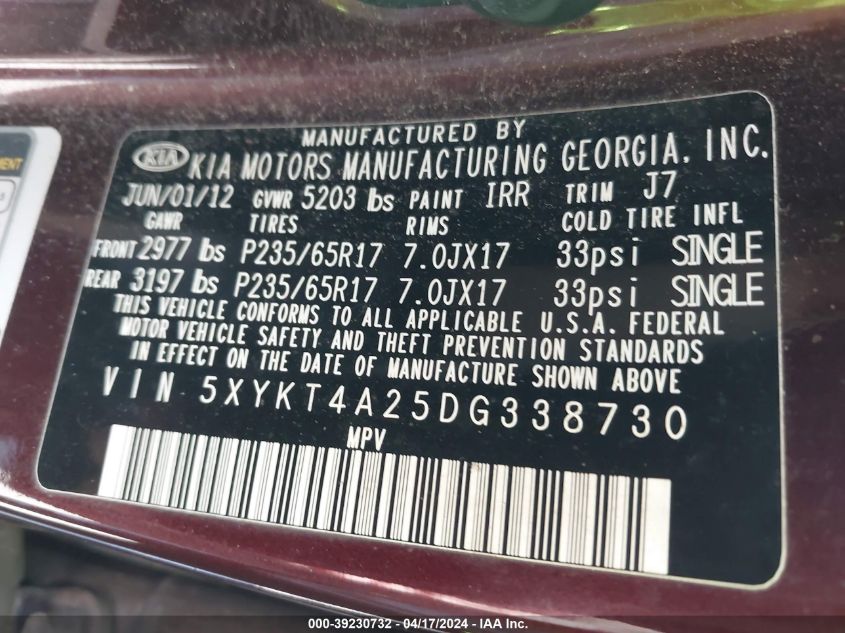 MANUFACTURED BY
KIA KIA MOTORS MANUFACTURING GEORGIA. INC.
JUN/01/12 GVWR 5203 lbs PAINT IRR TRIM J7
GAWR TIRES RIMS COLD TIRE INFL
FRONT 2977 lbs P235/65R17 7.0JX17 33psi SINGLE
REAR 3197 lbs P235/65R17 7.0JX17 33psi SINGLE
THIS VEHICLE CONFORMS TO ALL APPLICABLE U.S.A. FEDERAL
MOTOR VEHICLE SAFETY AND THEFT PREVENTION STANDARDS
IN EFFECT ON THE DATE OF MANUFACTURE SHOWN ABOVE
VIN 5XYKT4A25DG338730
MPV
000-39230732 - 04/17/2024 - IAA, Inc.